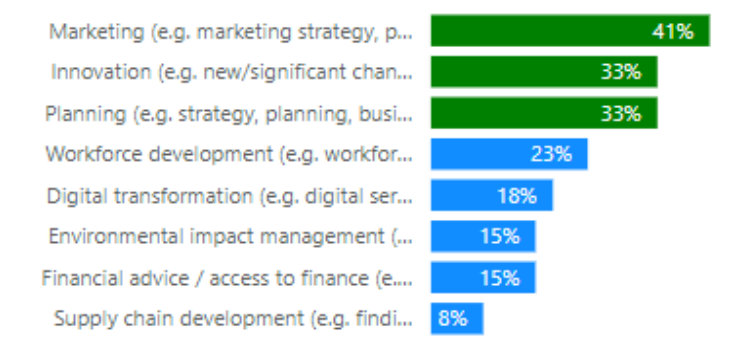 Marketing (e.g. marketing strategy, p... 41%
Innovation (e.g. new/significant chan... 33%
Planning (e.g. strategy, planning, busi... 33%
Workforce development (e.g. workfor... 23%
Digital transformation (e.g. digital ser... 18%
Environmental impact management (... 15%
Financial advice / access to finance (e.... 15%
Supply chain development (e.g. findi... 8%